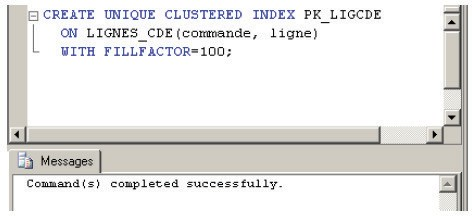 CREATE UNIQUE CLUSTERED INDEX PK_LIGCDE
ON LIGNES_CDE(commande, ligne)
WITH FILLFACTOR=100;
Messages
Command(s) completed successfully.